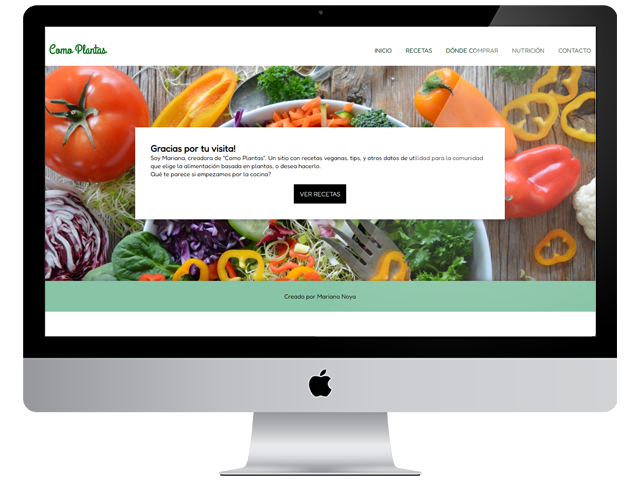 Como Plantas
INICIO RECETAS DÓNDE COMPRAR NUTRICIÓN CONTACTO
Gracias por tu visita!
Soy Mariana, creadora de "Como Plantas". Un sitio con recetas veganas, tips, y otros datos de utilidad para la comunidad
que elige la alimentación basada en plantas, o desea hacerlo.
Qué te parece si empezamos por la cocina?
VER RECETAS
Creado por Mariana Noya